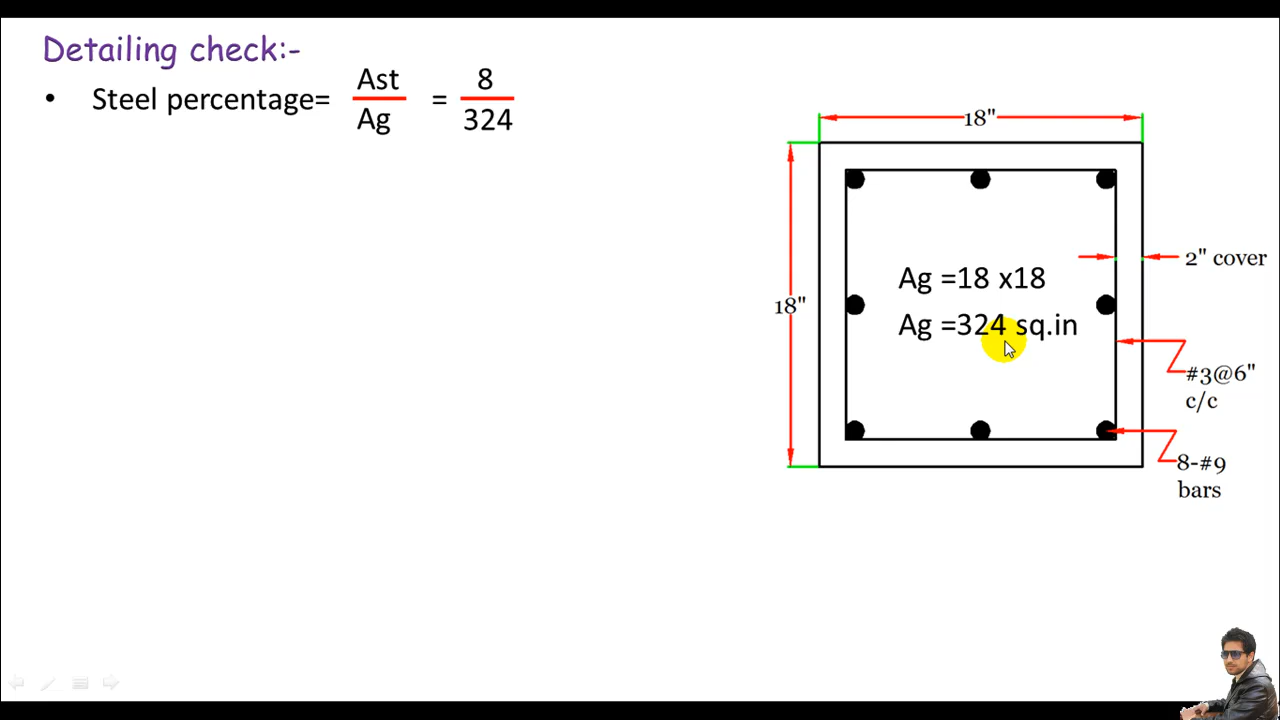 Detailing check:-
• Steel percentage= Ast / Ag = 8 / 324
18"
18"
2" cover
Ag =18 x18
Ag =324 sq.in
#3@6"
c/c
8-#9
bars